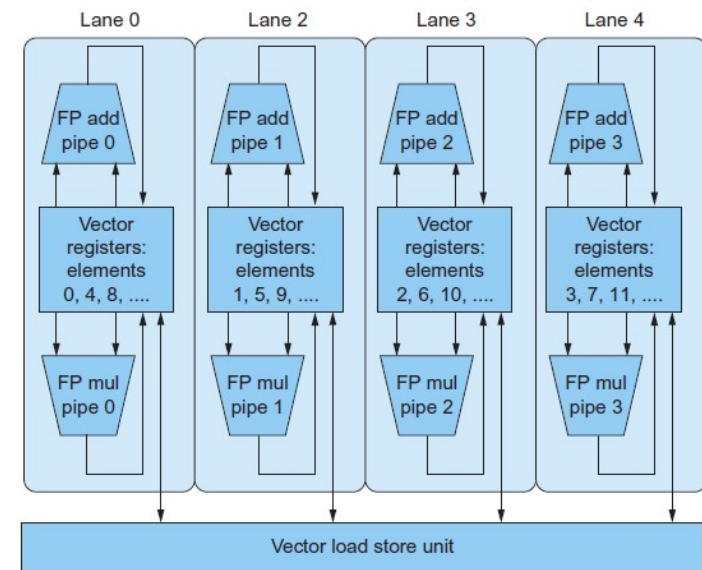 Lane 0
Lane 2
Lane 3
Lane 4
FP add
pipe 0
FP add
pipe 1
FP add
pipe 2
FP add
pipe 3
Vector
registers:
elements
0, 4, 8, ....
Vector
registers:
elements
1, 5, 9, ....
Vector
registers:
elements
2, 6, 10, ....
Vector
registers:
elements
3, 7, 11, ....
FP mul
pipe 0
FP mul
pipe 1
FP mul
pipe 2
FP mul
pipe 3
Vector load store unit